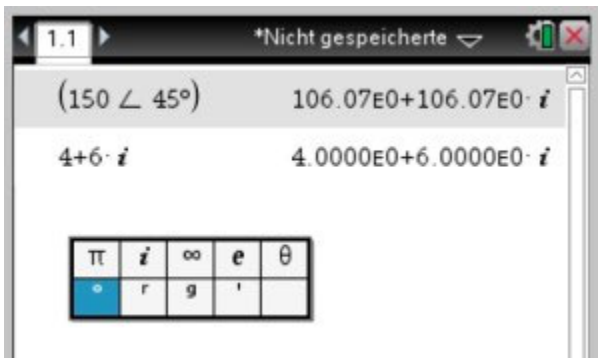 1.1 *Nicht gespeicherte
(150 ∠ 45°) 106.07E0+106.07E0·i
4+6·i 4.0000E0+6.0000E0·i
π i ∞ e θ
° r g '